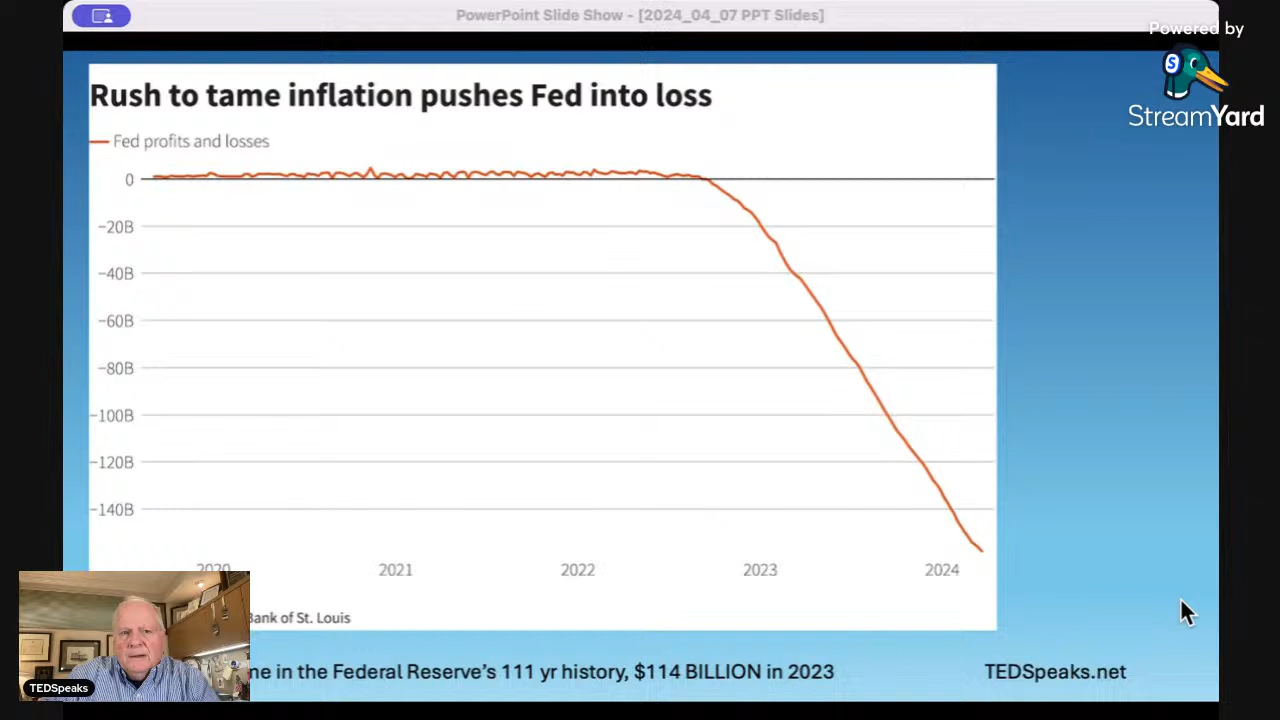 PowerPoint Slide Show - [2024_04_07 PPT Slides]
Powered by
StreamYard
Rush to tame inflation pushes Fed into loss
Fed profits and losses
0
−20B
−40B
−60B
−80B
−100B
−120B
−140B
2020 2021 2022 2023 2024
Bank of St. Louis
in the Federal Reserve's 111 yr history, $114 BILLION in 2023
TEDSpeaks.net
TEDSpeaks